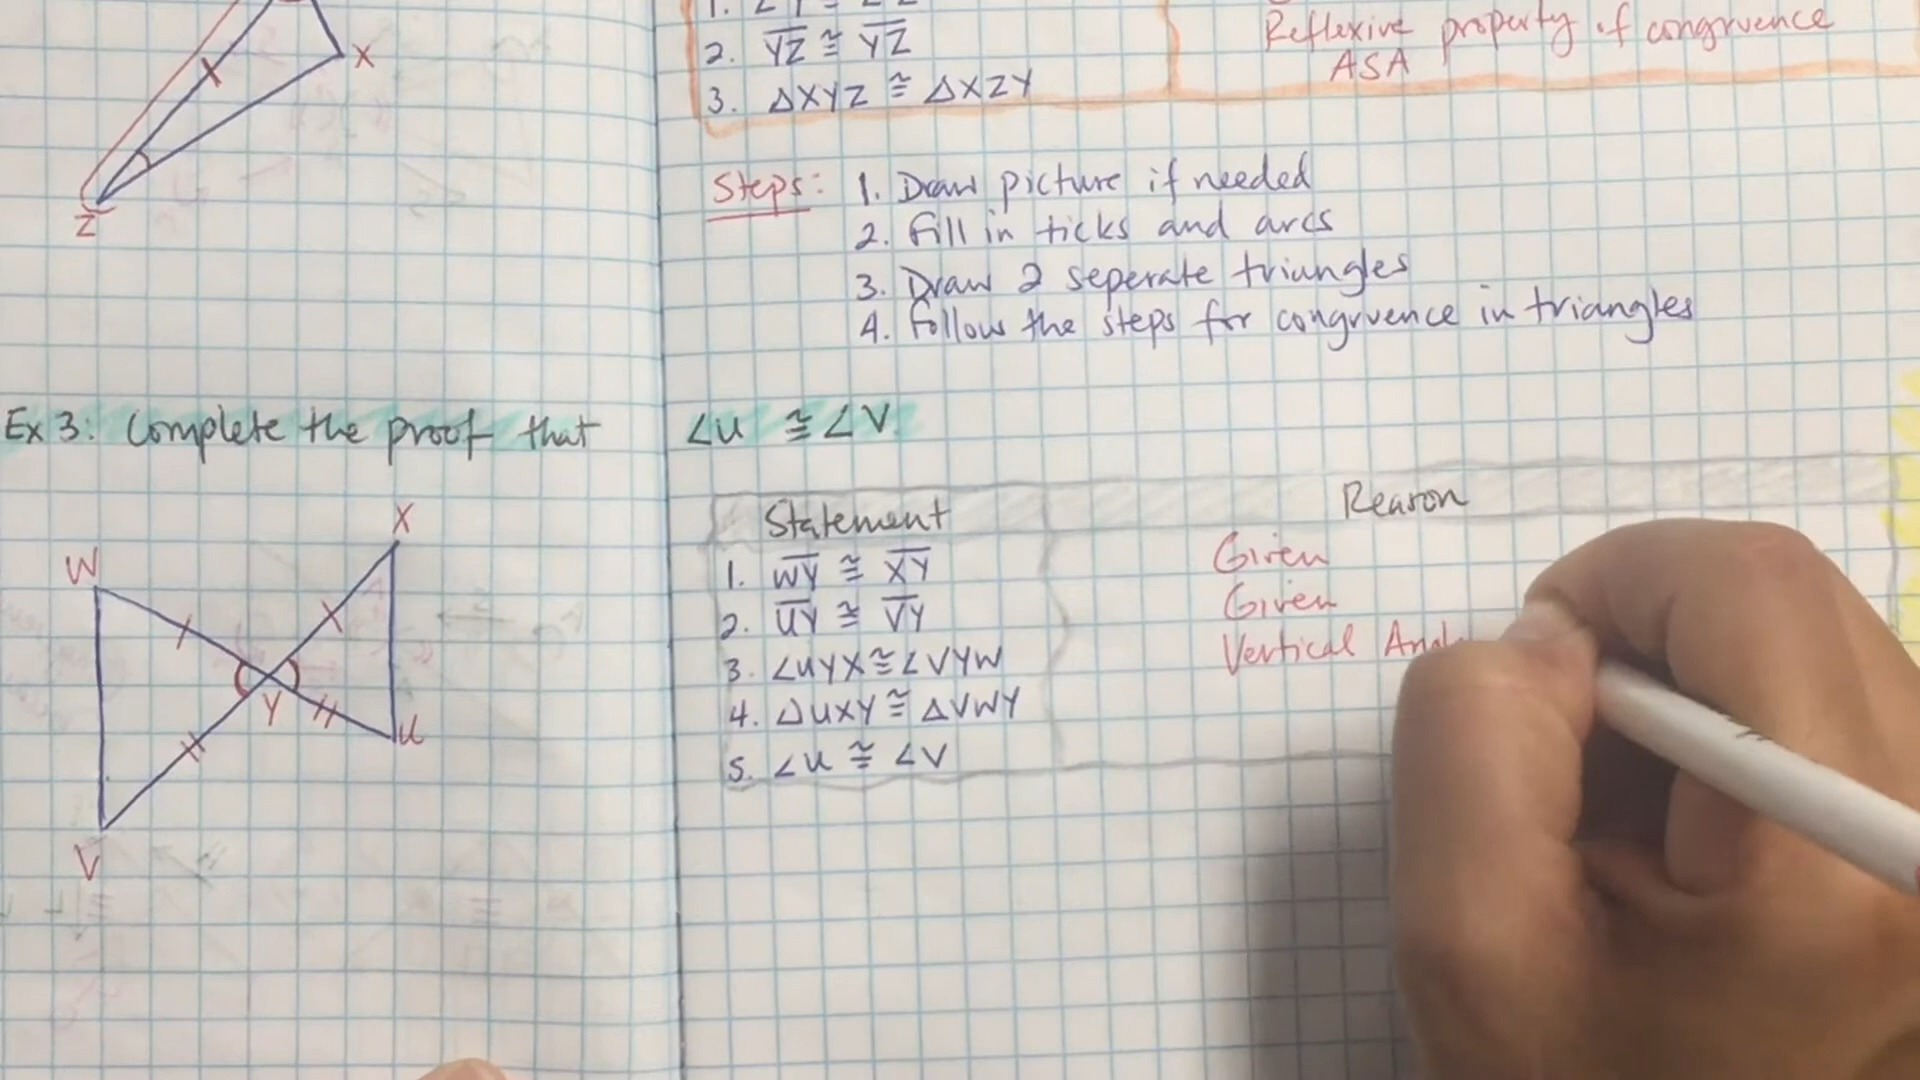 2. YZ ≅ YZ
3. ΔXYZ ≅ ΔXZY
Reflexive property of congruence
ASA
X
Z
Steps: 1. Draw picture if needed
2. Fill in ticks and arcs
3. Draw 2 seperate triangles
4. Follow the steps for congruence in triangles
Ex 3: Complete the proof that ∠U ≅ ∠V.
W
X
Y
U
V
Statement
Reason
1. WY ≅ XY
Given
2. UY ≅ VY
Given
3. ∠UYX ≅ ∠VYW
Vertical
4. ΔUXY ≅ ΔVWY
5. ∠U ≅ ∠V